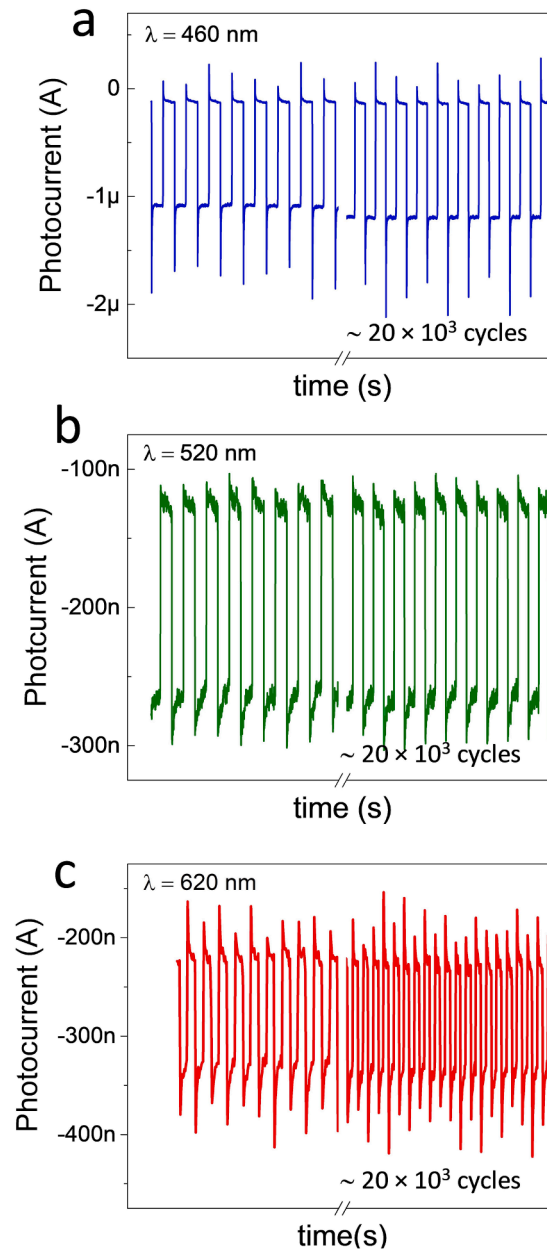 a
λ = 460 nm
Photocurrent (A)
0
-1μ
-2μ
~ 20 × 10³ cycles
time (s)
b
λ = 520 nm
Photcurrent (A)
-100n
-200n
-300n
~ 20 × 10³ cycles
time (s)
c
λ = 620 nm
Photocurrent (A)
-200n
-300n
-400n
~ 20 × 10³ cycles
time(s)